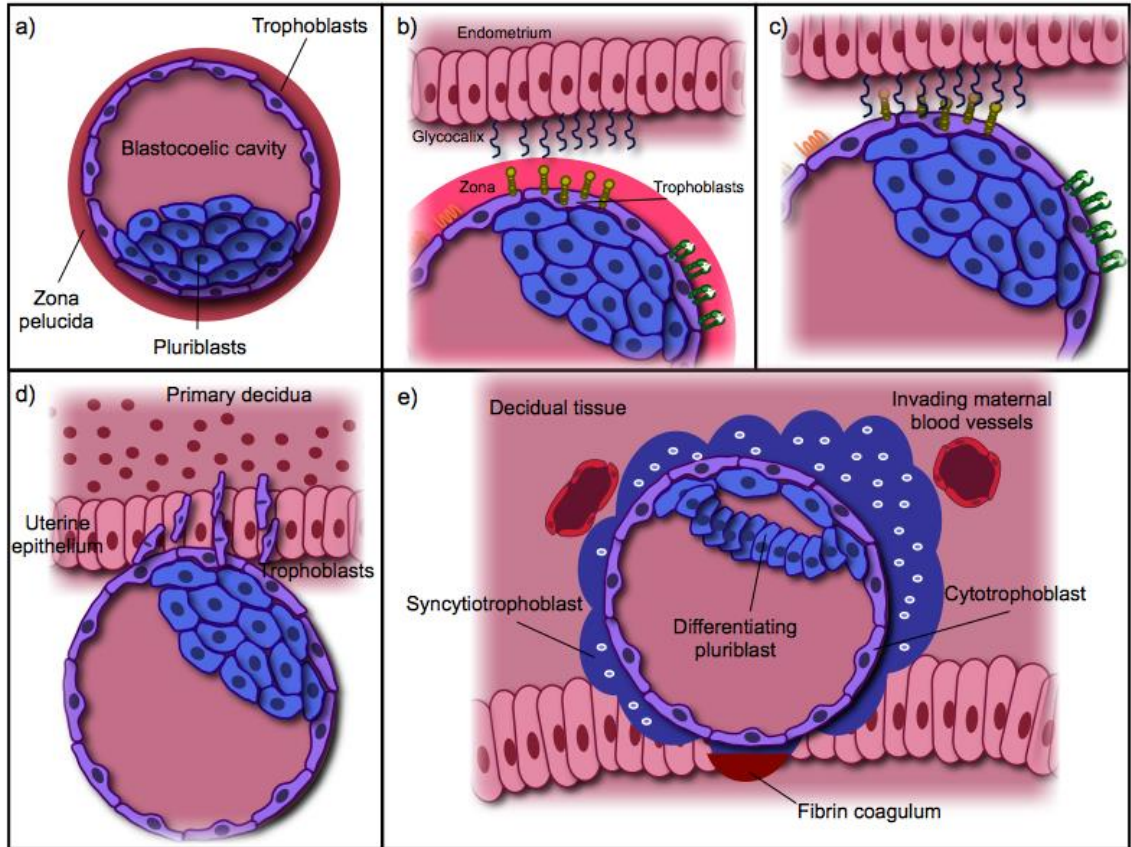 a)
Trophoblasts
Blastocoelic cavity
Zona
pelucida
Pluriblasts
b)
Endometrium
Glycocalix
Zona
Trophoblasts
c)
d)
Primary decidua
Uterine
epithellum
Trophoblasts
e)
Decidual tissue
Invading maternal
blood vessels
Syncytiotrophoblast
Cytotrophoblast
Differentiating
pluriblast
Fibrin coagulum